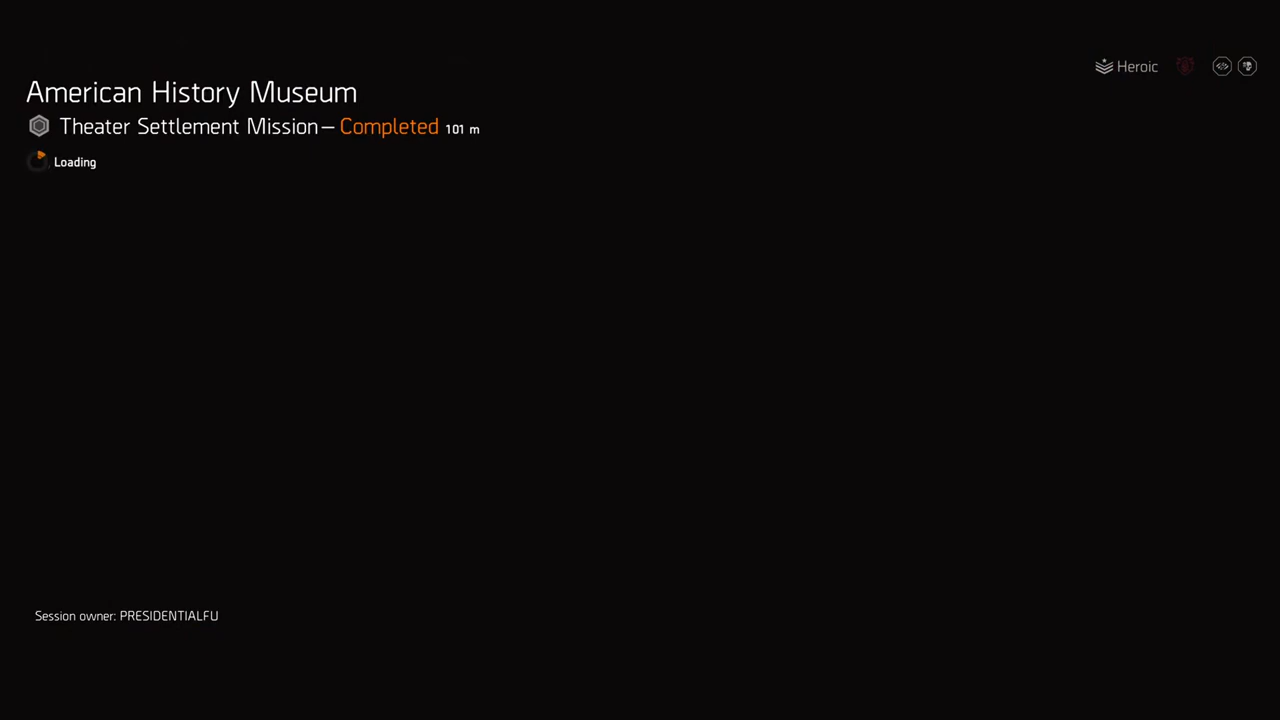 Heroic
American History Museum
Theater Settlement Mission – Completed 101 m
Loading
Session owner: PRESIDENTIALFU